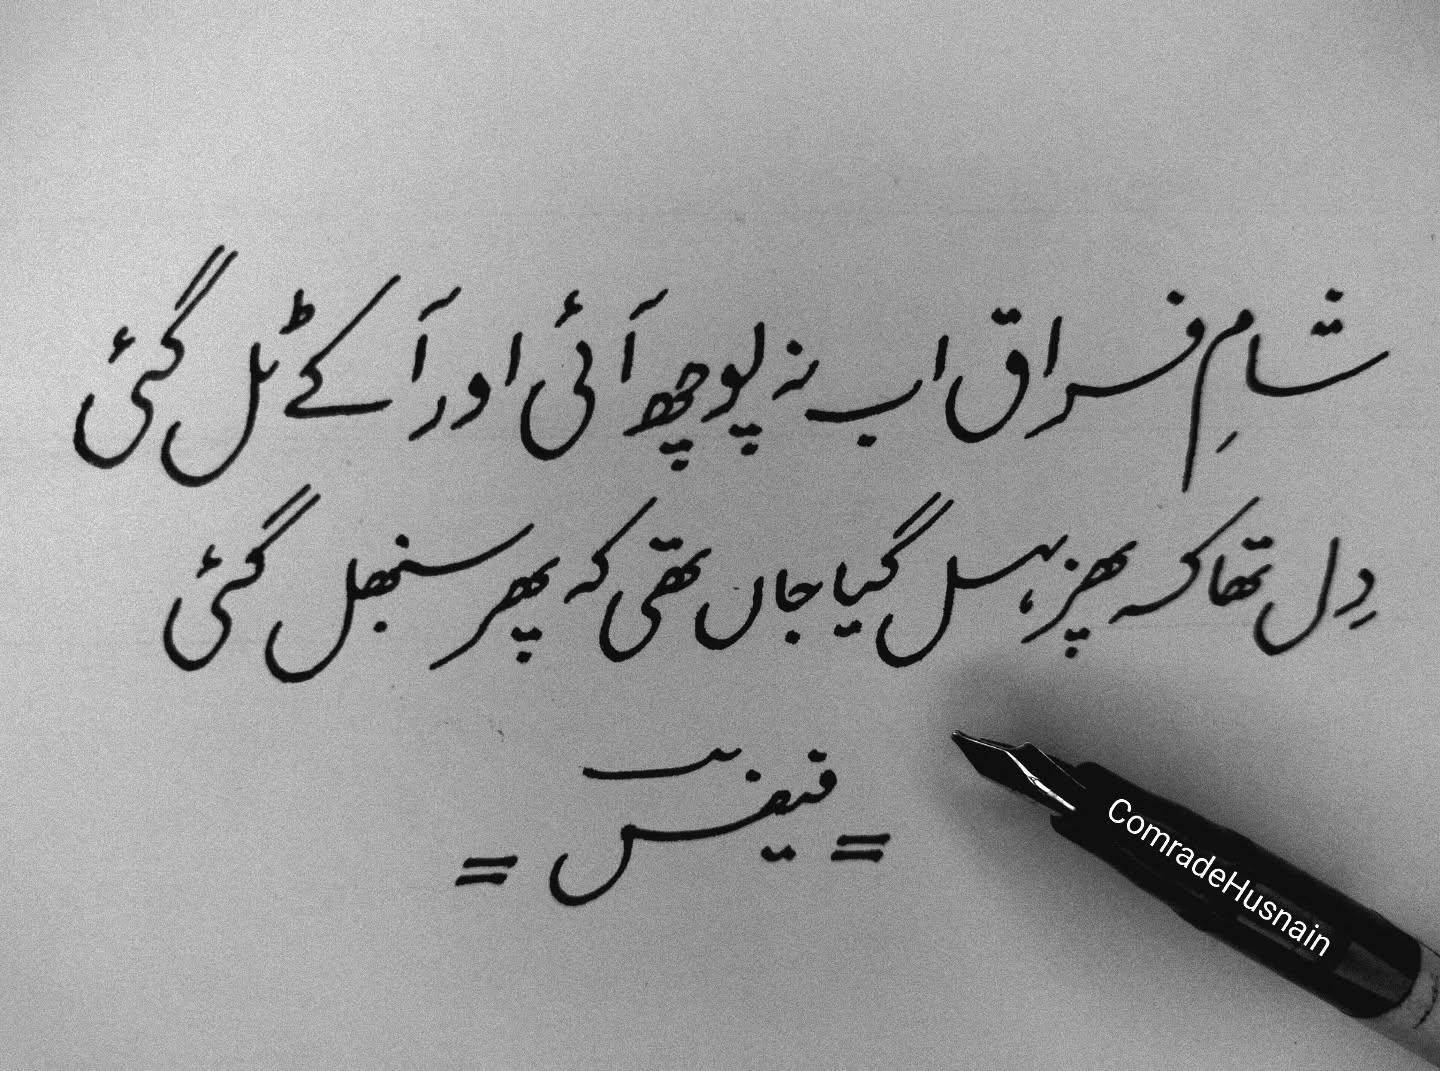 شامِ فراق اب نہ پوچھ آئی اور آ کے ٹل گئی
دِل تھا کہ پھر بہل گیا جاں تھی کہ پھر سنبھل گئی
= فیض =
ComradeHusnain